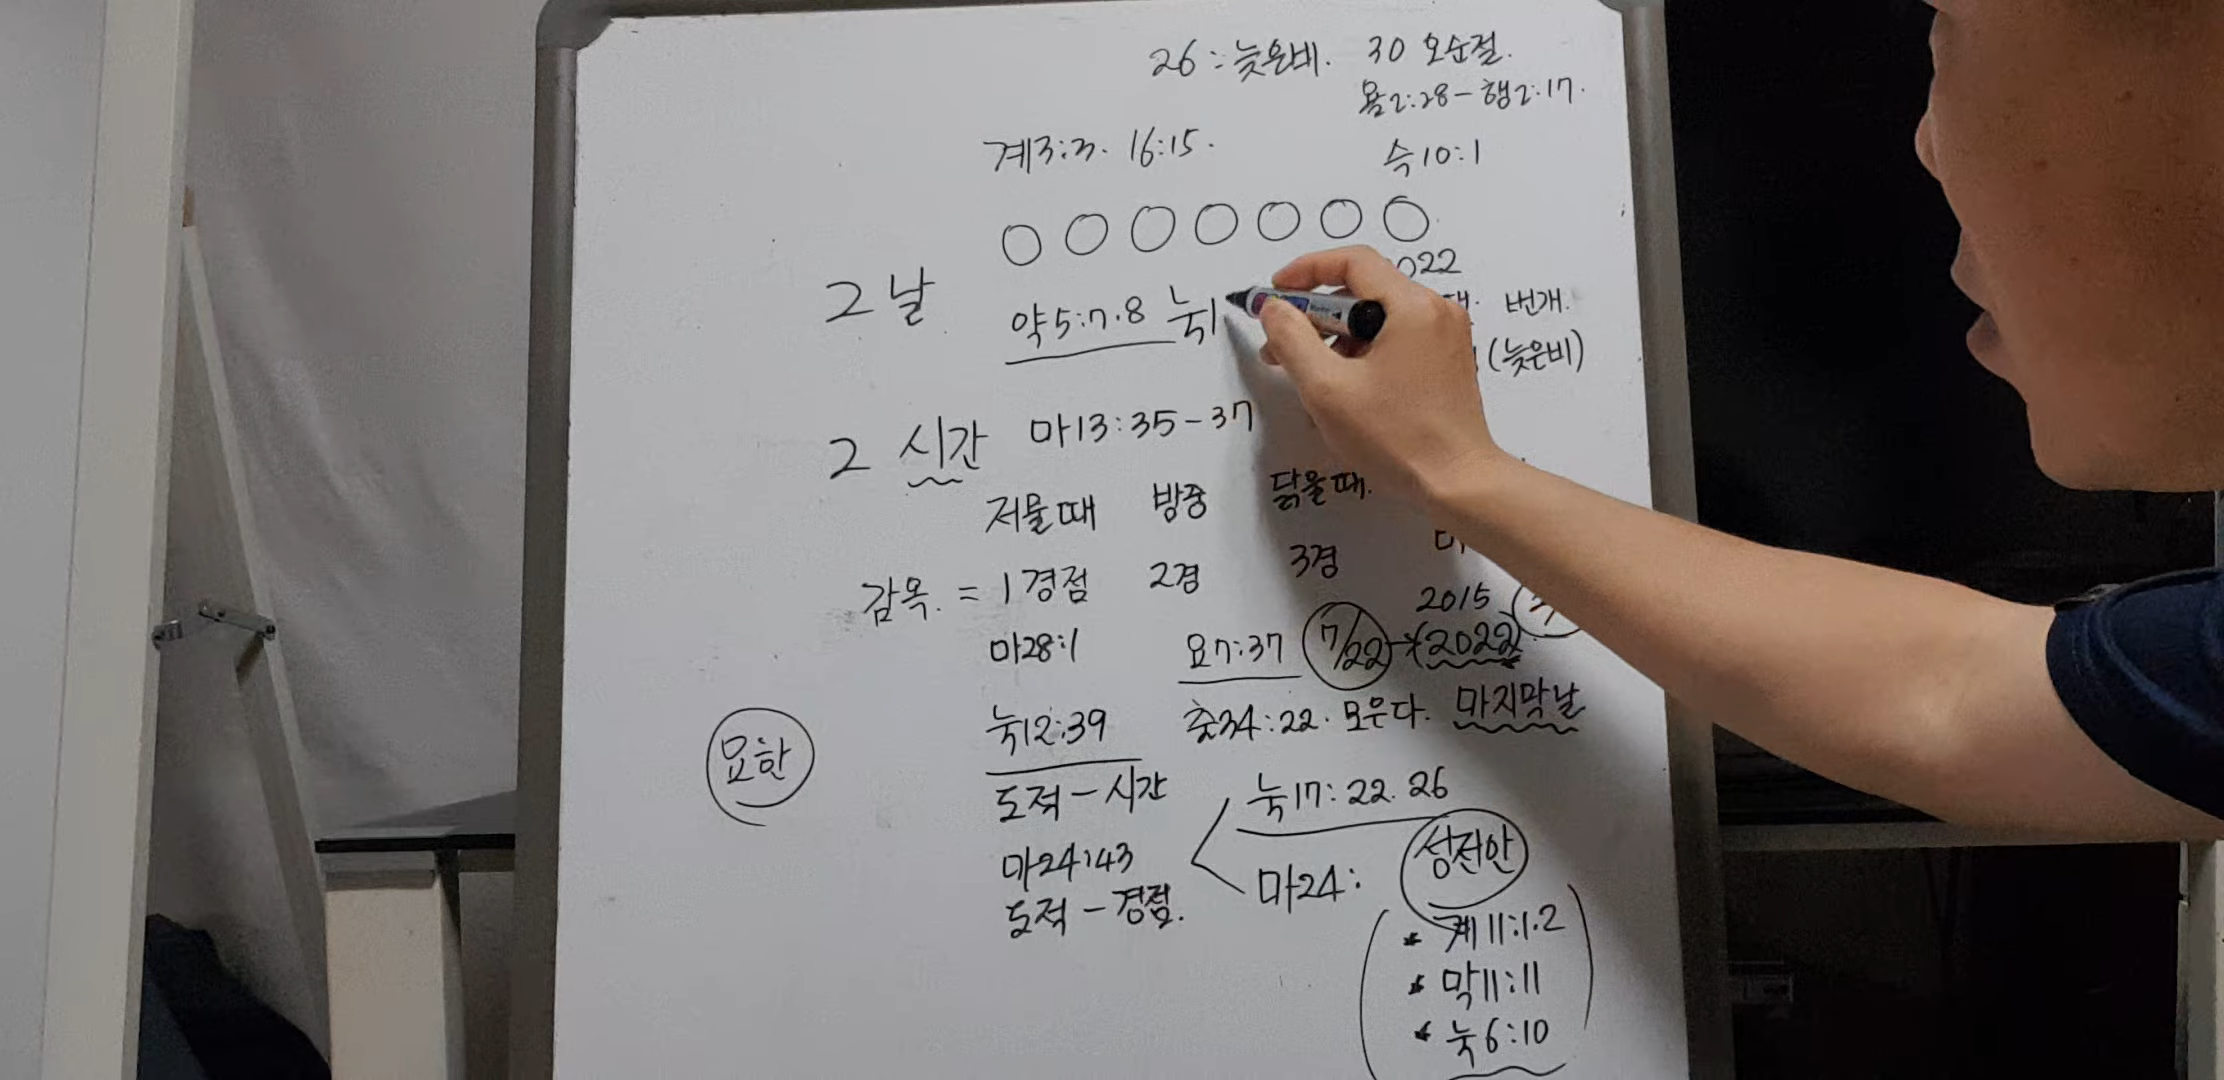 26 = 늦은비. 30 오순절.
욜2:28-행2:17.
계3:3. 16:15.
슥10:1
○○○○○○○
2022
그날
약5:7.8 눅1
번개.
(늦은비)
그 시간 마13:35-37
저물때 밤중 닭울때.
감옥. = 1경점 2경 3경
2015
마28:1 요7:37 7/22 → (2022)
눅12:39 출34:22. 모은다. 마지막날
요한
도적 - 시간 눅17:22. 26
마24:43 마24: 성전안
도적 - 경점.
* 계11:1.2
* 막11:11
* 눅6:10